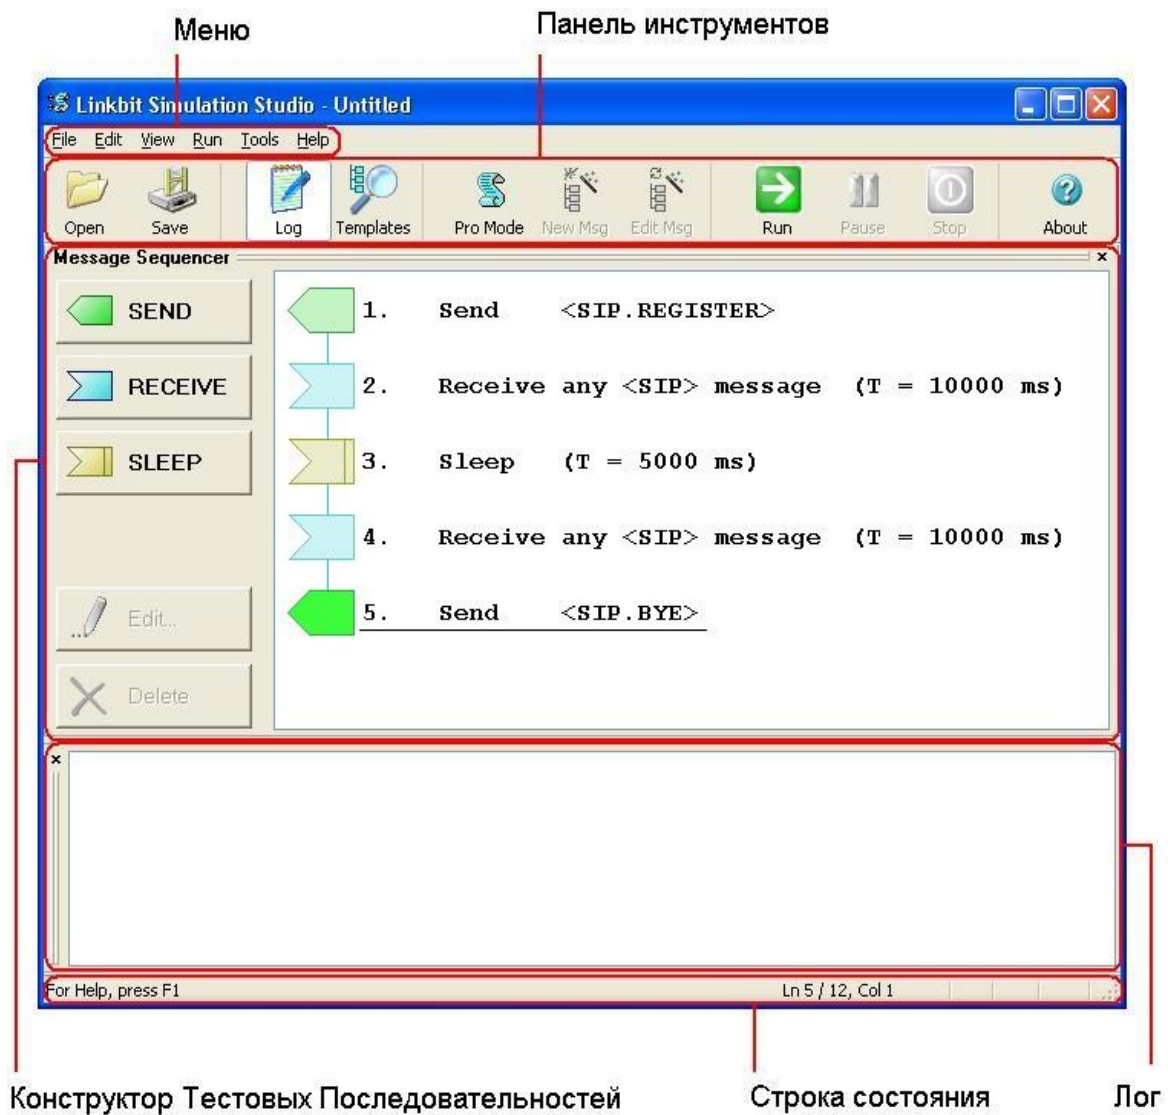 Меню
Панель инструментов
Linkbit Simulation Studio - Untitled
File Edit View Run Tools Help
Open Save Log Templates Pro Mode New Msg Edit Msg Run Pause Stop About
Message Sequencer
SEND
RECEIVE
SLEEP
Edit...
Delete
1. Send <SIP.REGISTER>
2. Receive any <SIP> message (T = 10000 ms)
3. Sleep (T = 5000 ms)
4. Receive any <SIP> message (T = 10000 ms)
5. Send <SIP.BYE>
For Help, press F1
Ln 5 / 12, Col 1
Конструктор Тестовых Последовательностей
Строка состояния
Лог